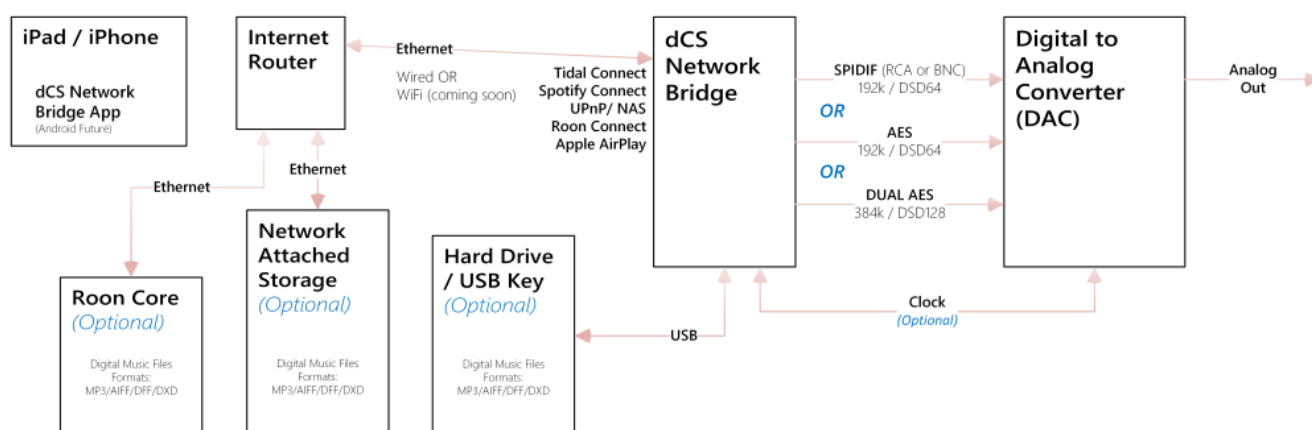 iPad / iPhone
dCS Network
Bridge App
(Android Future)
Internet
Router
Ethernet
Wired OR
WiFi (coming soon)
Tidal Connect
Spotify Connect
UPnP/ NAS
Roon Connect
Apple AirPlay
dCS
Network
Bridge
SPIDIF (RCA or BNC)
192k / DSD64
OR
AES
192k / DSD64
OR
DUAL AES
384k / DSD128
Digital to
Analog
Converter
(DAC)
Analog
Out
Ethernet
Ethernet
Roon Core
(Optional)
Digital Music Files
Formats:
MP3/AIFF/DFF/DXD
Network
Attached
Storage
(Optional)
Digital Music Files
Formats:
MP3/AIFF/DFF/DXD
Hard Drive
/ USB Key
(Optional)
Digital Music Files
Formats:
MP3/AIFF/DFF/DXD
USB
Clock
(Optional)